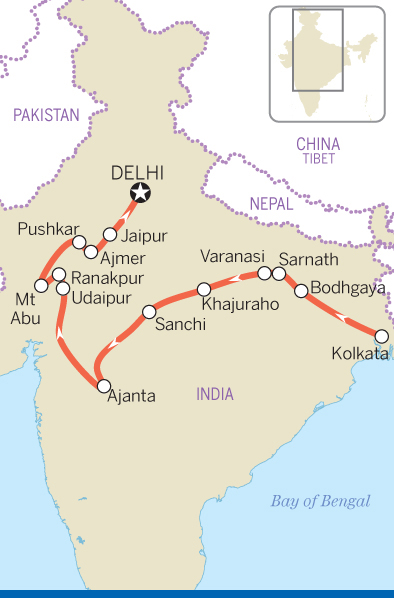 PAKISTAN
CHINA
TIBET
DELHI
NEPAL
Pushkar
Jaipur
Ajmer
Varanasi
Sarnath
Ranakpur
Mt
Abu
Udaipur
Bodhgaya
Khajuraho
Sanchi
Kolkata
Ajanta
INDIA
Bay of Bengal